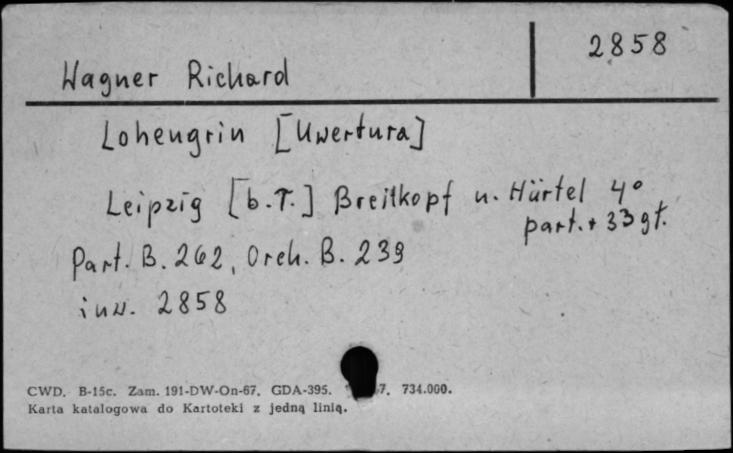 2858
Wagner Richard
Lohengrin [Uwertura]
Leipzig [b.r.] Breitkopf u. Härtel 4°
part. + 33 gł.
Part. B. 262, Orch. B. 239
inw. 2858
CWD. B-15c. Zam. 191-DW-On-67. GDA-395. 734.000.
Karta katalogowa do Kartoteki z jedną linią.